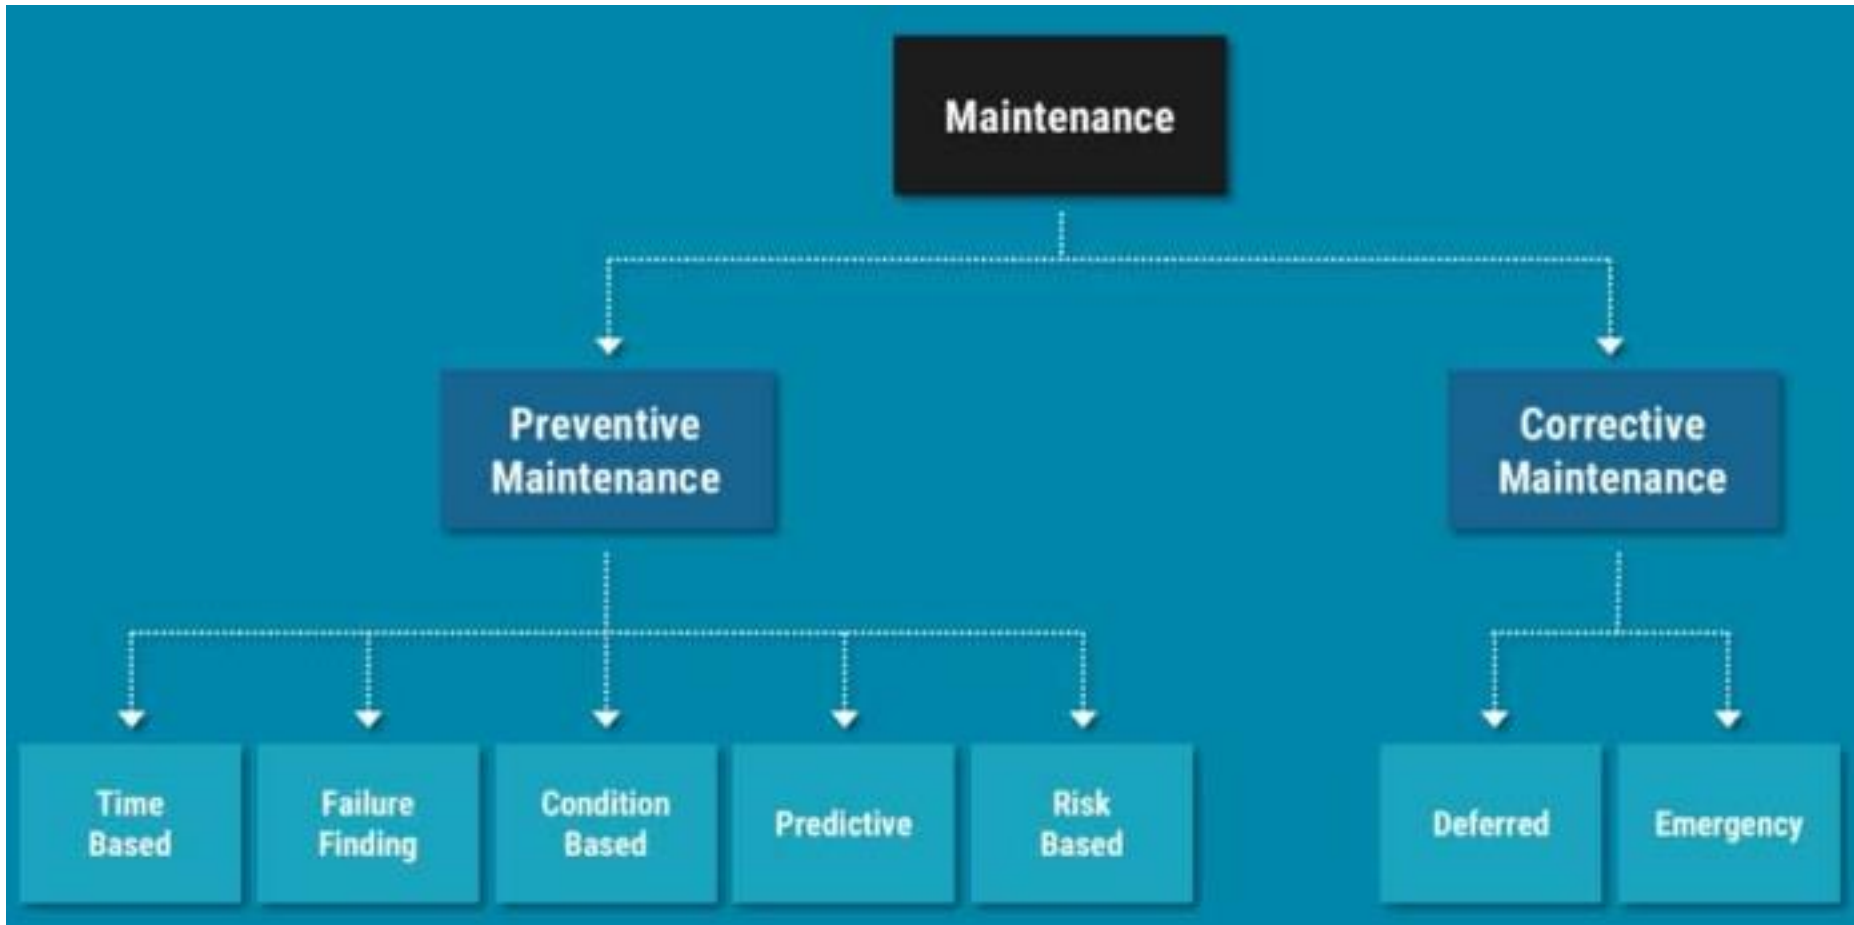 Maintenance
Preventive
Maintenance
Corrective
Maintenance
Time
Based
Failure
Finding
Condition
Based
Predictive
Risk
Based
Deferred
Emergency